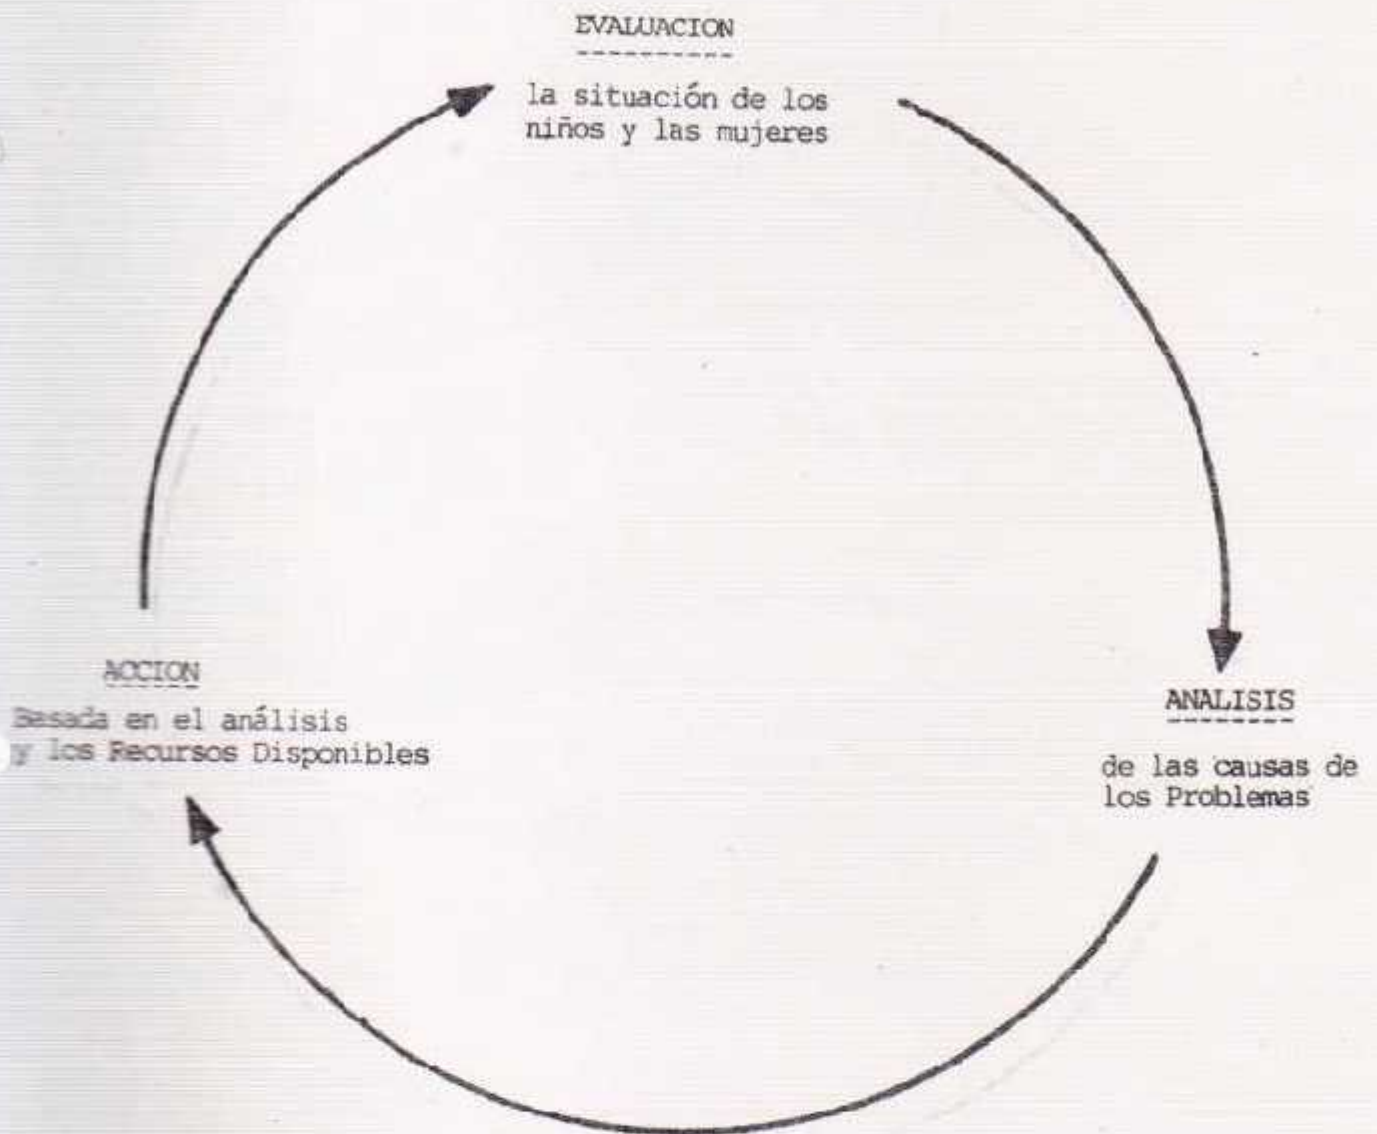 EVALUACION
la situación de los
niños y las mujeres
ANALISIS
de las causas de
los Problemas
ACCION
Basada en el análisis
y los Recursos Disponibles